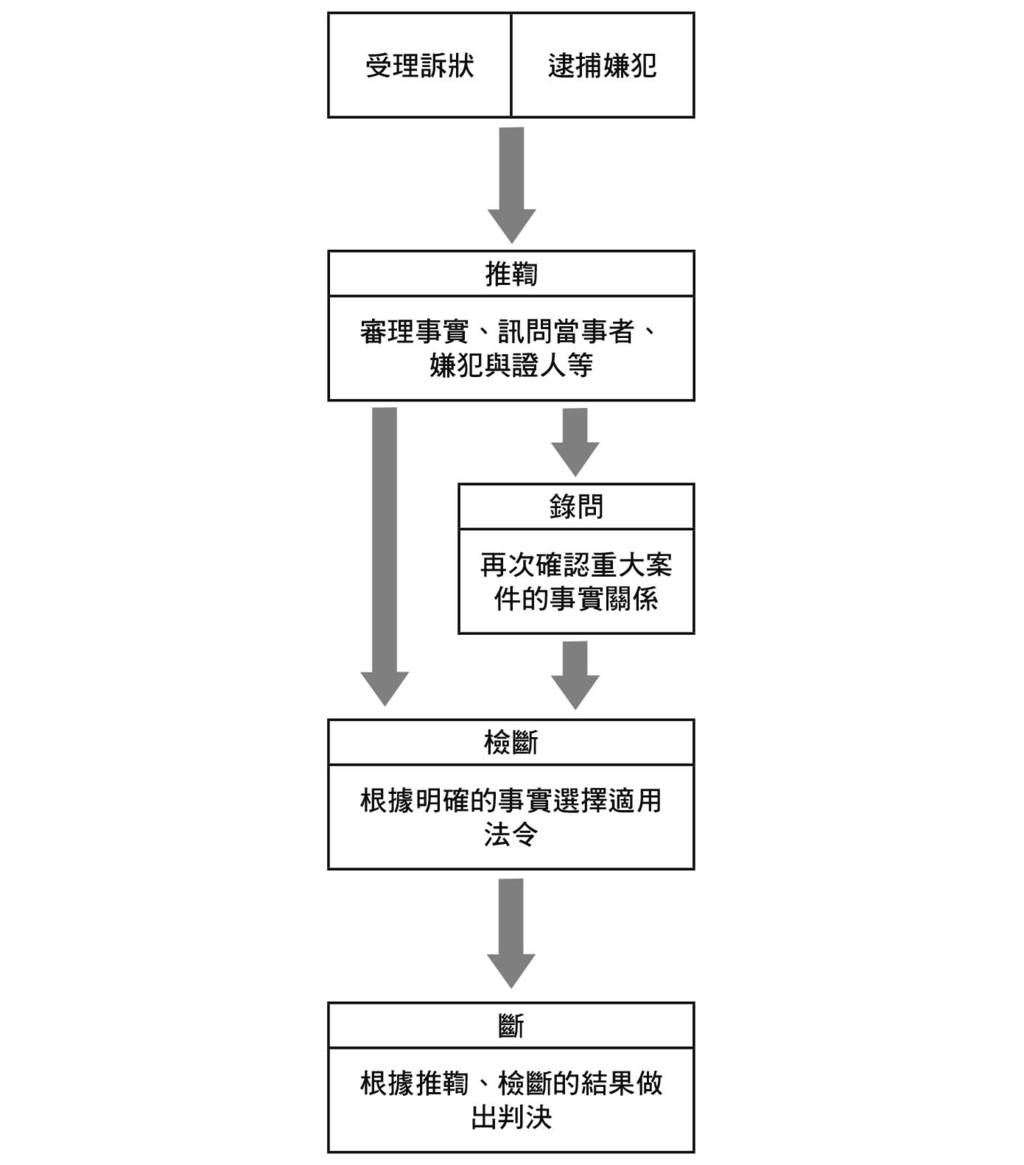 受理訴狀
逮捕嫌犯
推鞫
審理事實、訊問當事者、
嫌犯與證人等
錄問
再次確認重大案
件的事實關係
檢斷
根據明確的事實選擇適用
法令
斷
根據推鞫、檢斷的結果做
出判決